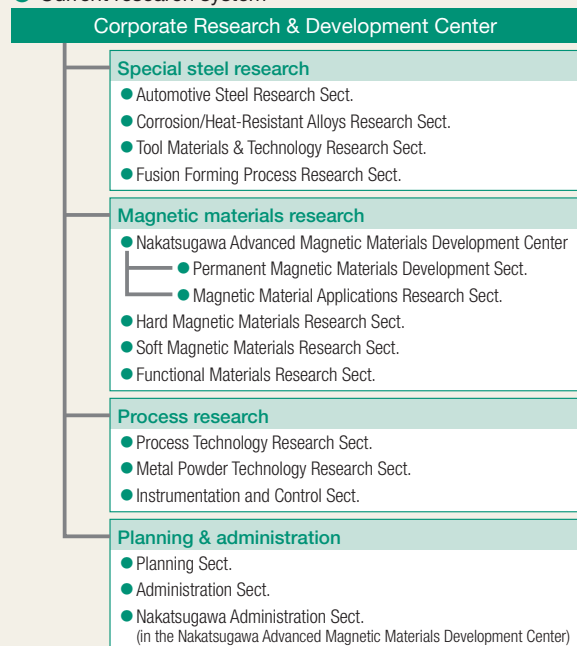 Current research system
Corporate Research & Development Center
Special steel research
● Automotive Steel Research Sect.
● Corrosion/Heat-Resistant Alloys Research Sect.
● Tool Materials & Technology Research Sect.
● Fusion Forming Process Research Sect.
Magnetic materials research
● Nakatsugawa Advanced Magnetic Materials Development Center
● Permanent Magnetic Materials Development Sect.
● Magnetic Material Applications Research Sect.
● Hard Magnetic Materials Research Sect.
● Soft Magnetic Materials Research Sect.
● Functional Materials Research Sect.
Process research
● Process Technology Research Sect.
● Metal Powder Technology Research Sect.
● Instrumentation and Control Sect.
Planning & administration
● Planning Sect.
● Administration Sect.
● Nakatsugawa Administration Sect.
(in the Nakatsugawa Advanced Magnetic Materials Development Center)